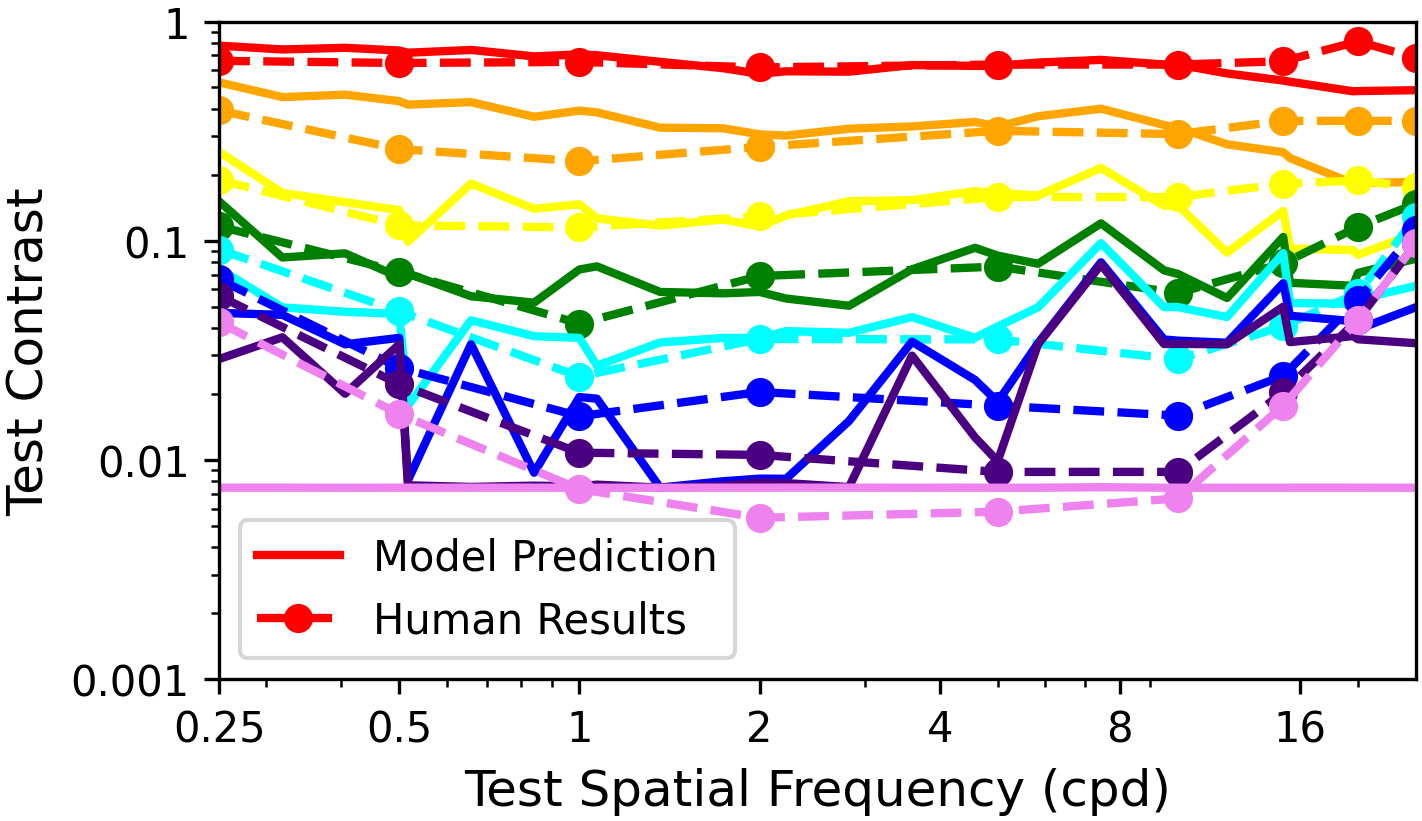 1
0.1
0.01
0.001
Test Contrast
Model Prediction
Human Results
0.25 0.5 1 2 4 8 16
Test Spatial Frequency (cpd)